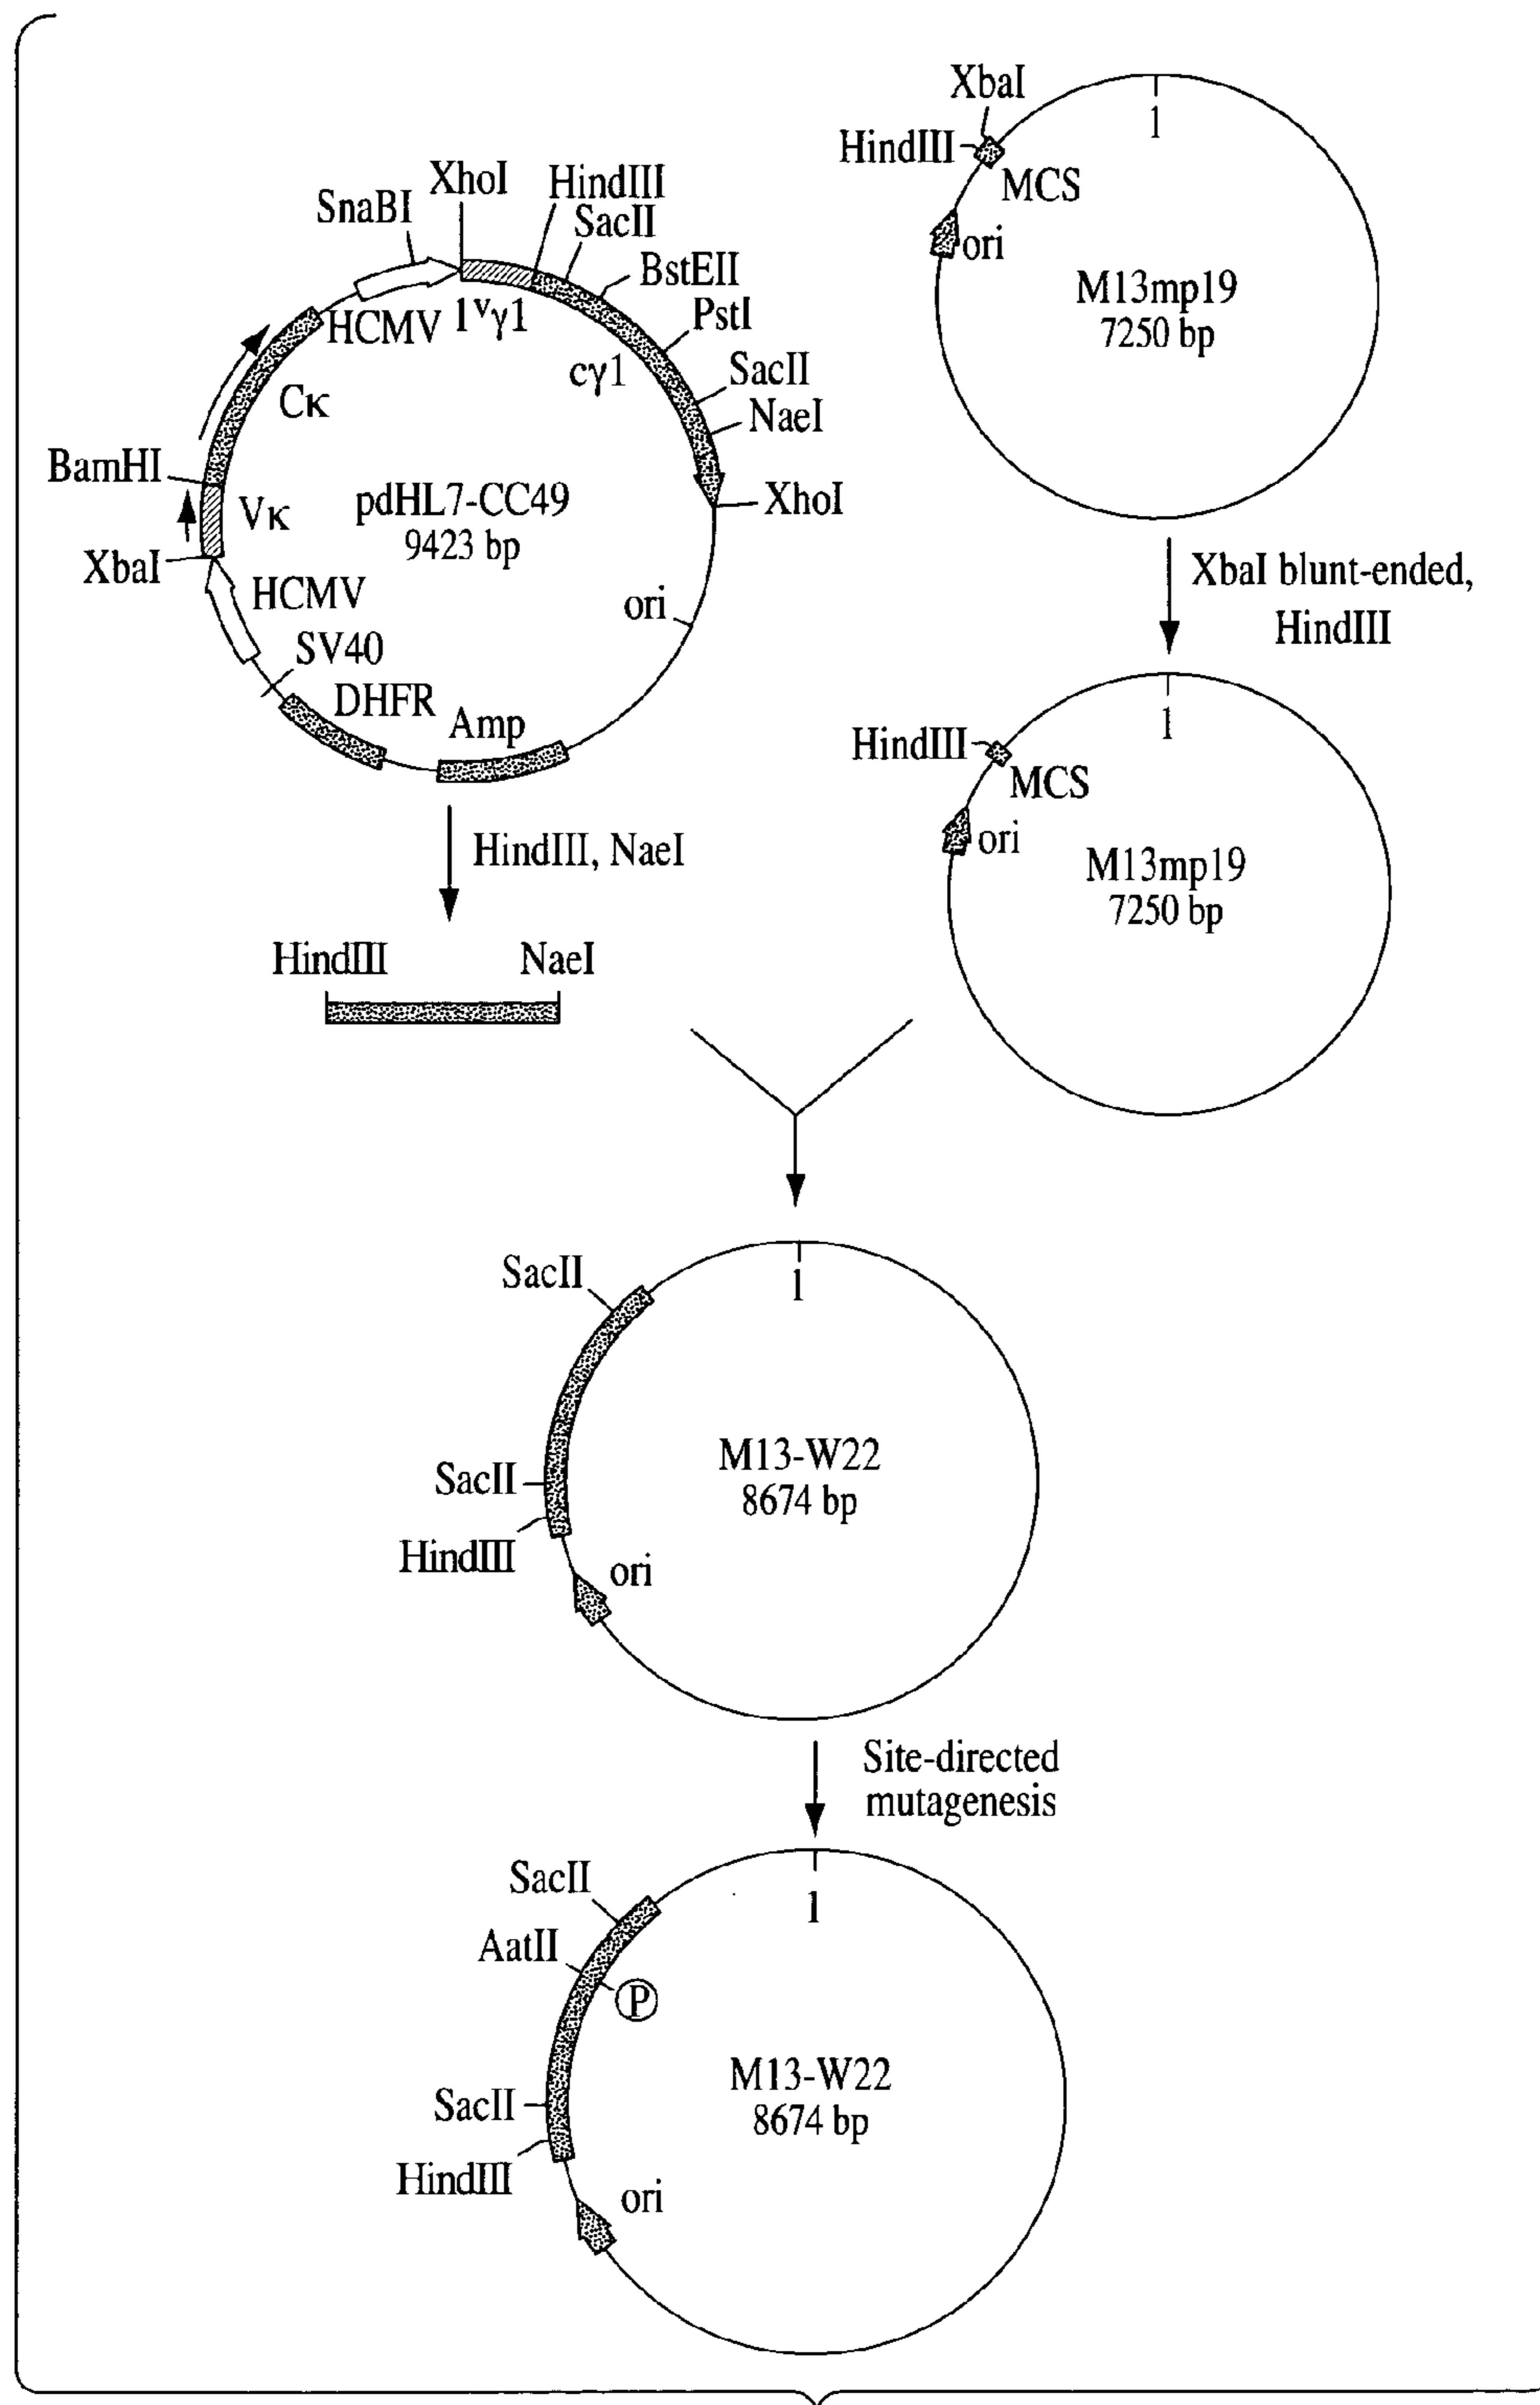 XbaI
HindIII
MCS
1
ori
M13mp19
7250 bp
XhoI
HindIII
SnaBI
SacII
BstEII
PstI
HCMV
1ᵛγ1
cγ1
SacII
NaeI
Cκ
BamHI
Vκ
pdHL7-CC49
9423 bp
XhoI
XbaI
HCMV
ori
SV40
DHFR
Amp
XbaI blunt-ended,
HindIII
HindIII
MCS
1
ori
M13mp19
7250 bp
HindIII, NaeI
HindIII
NaeI
SacII
1
M13-W22
8674 bp
SacII
HindIII
ori
Site-directed
mutagenesis
SacII
1
AatII
P
M13-W22
8674 bp
SacII
HindIII
ori